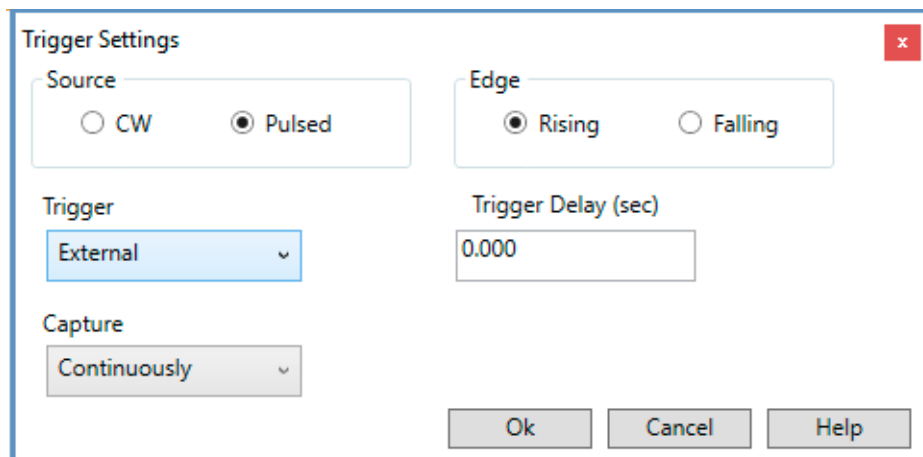 Trigger Settings
x
Source
Edge
CW
Pulsed
Rising
Falling
Trigger
Trigger Delay (sec)
External
0.000
Capture
Continuously
Ok
Cancel
Help